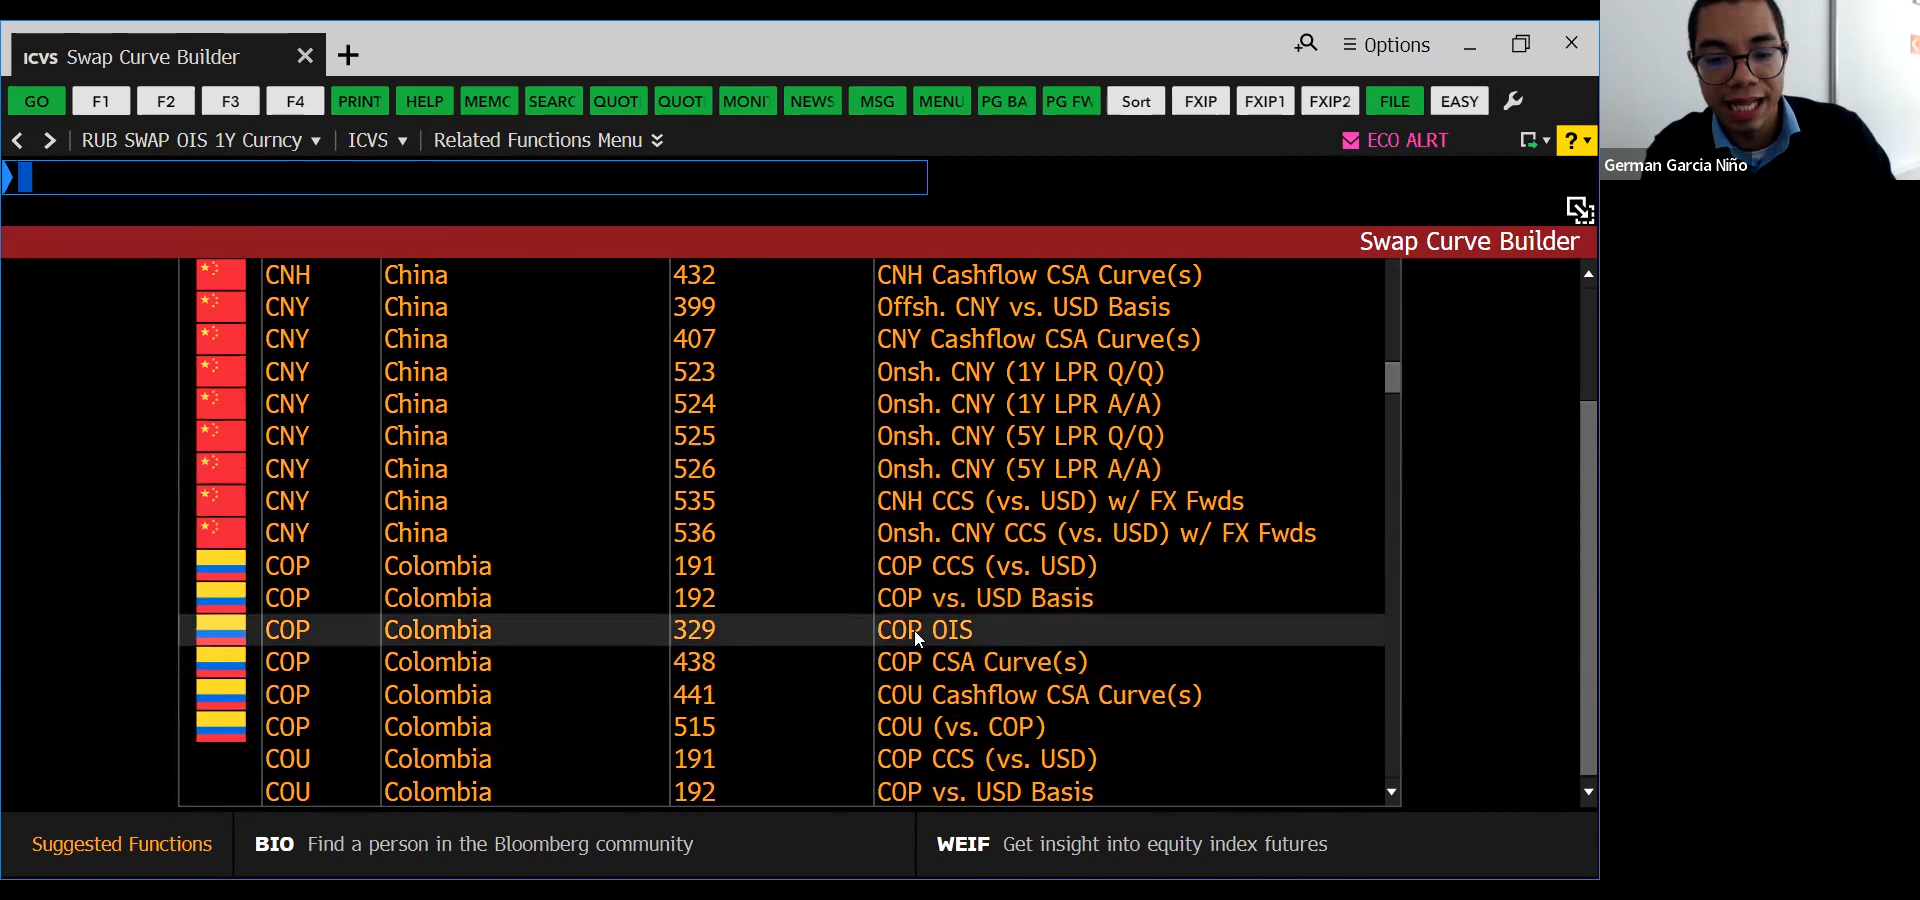 ICVS Swap Curve Builder
Options
GO F1 F2 F3 F4 PRINT HELP MEMC SEARC QUOT QUOT MONI NEWS MSG MENU PG BA PG FW Sort FXIP FXIP1 FXIP2 FILE EASY
RUB SWAP OIS 1Y Curncy ICVS Related Functions Menu ECO ALRT ?
German Garcia Niño
Swap Curve Builder
CNH China 432 CNH Cashflow CSA Curve(s)
CNY China 399 Offsh. CNY vs. USD Basis
CNY China 407 CNY Cashflow CSA Curve(s)
CNY China 523 Onsh. CNY (1Y LPR Q/Q)
CNY China 524 Onsh. CNY (1Y LPR A/A)
CNY China 525 Onsh. CNY (5Y LPR Q/Q)
CNY China 526 Onsh. CNY (5Y LPR A/A)
CNY China 535 CNH CCS (vs. USD) w/ FX Fwds
CNY China 536 Onsh. CNY CCS (vs. USD) w/ FX Fwds
COP Colombia 191 COP CCS (vs. USD)
COP Colombia 192 COP vs. USD Basis
COP Colombia 329 COP OIS
COP Colombia 438 COP CSA Curve(s)
COP Colombia 441 COU Cashflow CSA Curve(s)
COP Colombia 515 COU (vs. COP)
COU Colombia 191 COP CCS (vs. USD)
COU Colombia 192 COP vs. USD Basis
Suggested Functions BIO Find a person in the Bloomberg community WEIF Get insight into equity index futures